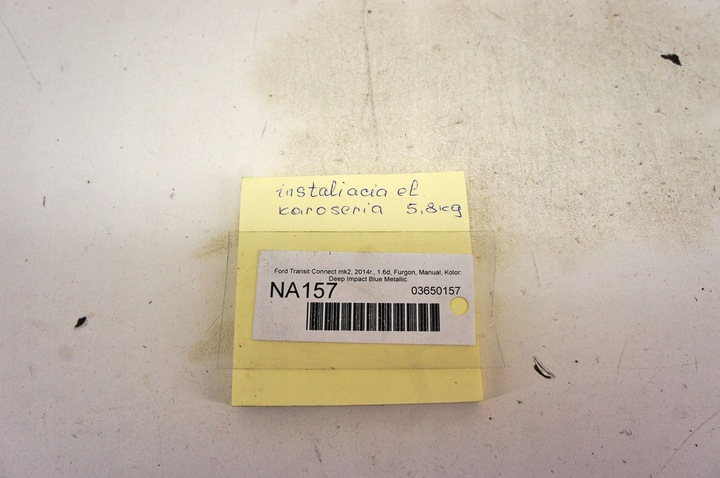 instaliacia el.
karoseria 5,8kg
Ford Transit Connect mk2, 2014r., 1.6d, Furgon, Manual, Kolor:
Deep Impact Blue Metallic
NA157 03650157